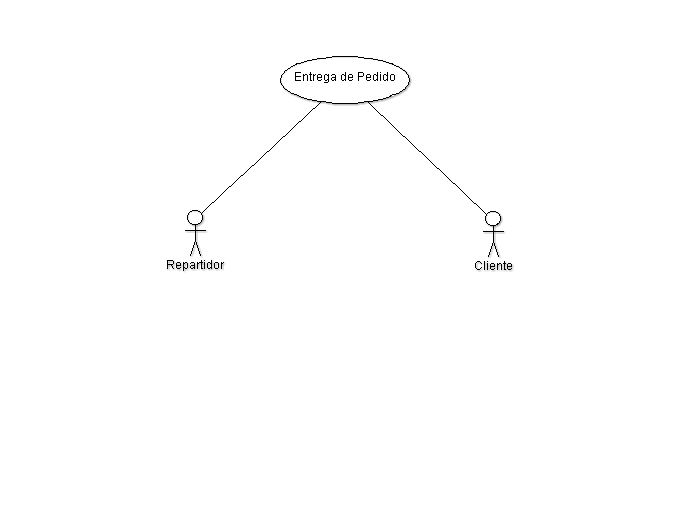 Entrega de Pedido
Repartidor
Cliente